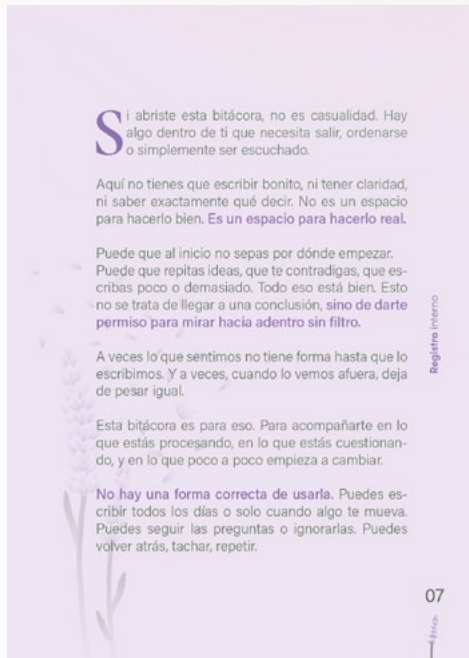 Si abriste esta bitácora, no es casualidad. Hay
algo dentro de ti que necesita salir, ordenarse
o simplemente ser escuchado.
Aquí no tienes que escribir bonito, ni tener claridad,
ni saber exactamente qué decir. No es un espacio
para hacerlo bien. Es un espacio para hacerlo real.
Puede que al inicio no sepas por dónde empezar.
Puede que repitas ideas, que te contradigas, que es-
cribas poco o demasiado. Todo eso está bien. Esto
no se trata de llegar a una conclusión, sino de darte
permiso para mirar hacia adentro sin filtro.
A veces lo que sentimos no tiene forma hasta que lo
escribimos. Y a veces, cuando lo vemos afuera, deja
de pesar igual.
Esta bitácora es para eso. Para acompañarte en lo
que estás procesando, en lo que estás cuestionan-
do, y en lo que poco a poco empieza a cambiar.
No hay una forma correcta de usarla. Puedes es-
cribir todos los días o solo cuando algo te mueva.
Puedes seguir las preguntas o ignorarlas. Puedes
volver atrás, tachar, repetir.
Registro interno
07